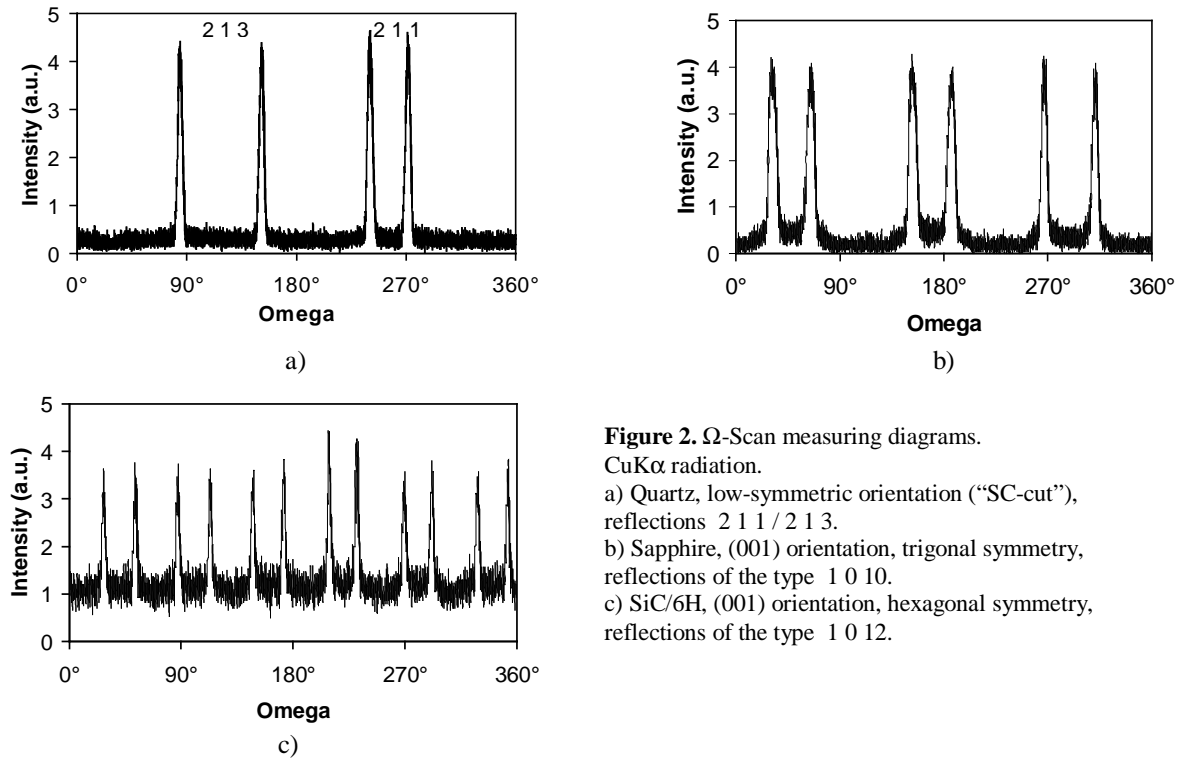 5
4
3
2
1
0
Intensity (a.u.)
2 1 3
2 1 1
0° 90° 180° 270° 360°
Omega
a)
5
4
3
2
1
0
Intensity (a.u.)
0° 90° 180° 270° 360°
Omega
b)
5
4
3
2
1
0
Intensity (a.u.)
0° 90° 180° 270° 360°
Omega
c)
Figure 2. Ω-Scan measuring diagrams.
CuKα radiation.
a) Quartz, low-symmetric orientation (“SC-cut”),
reflections 2 1 1 / 2 1 3.
b) Sapphire, (001) orientation, trigonal symmetry,
reflections of the type 1 0 10.
c) SiC/6H, (001) orientation, hexagonal symmetry,
reflections of the type 1 0 12.